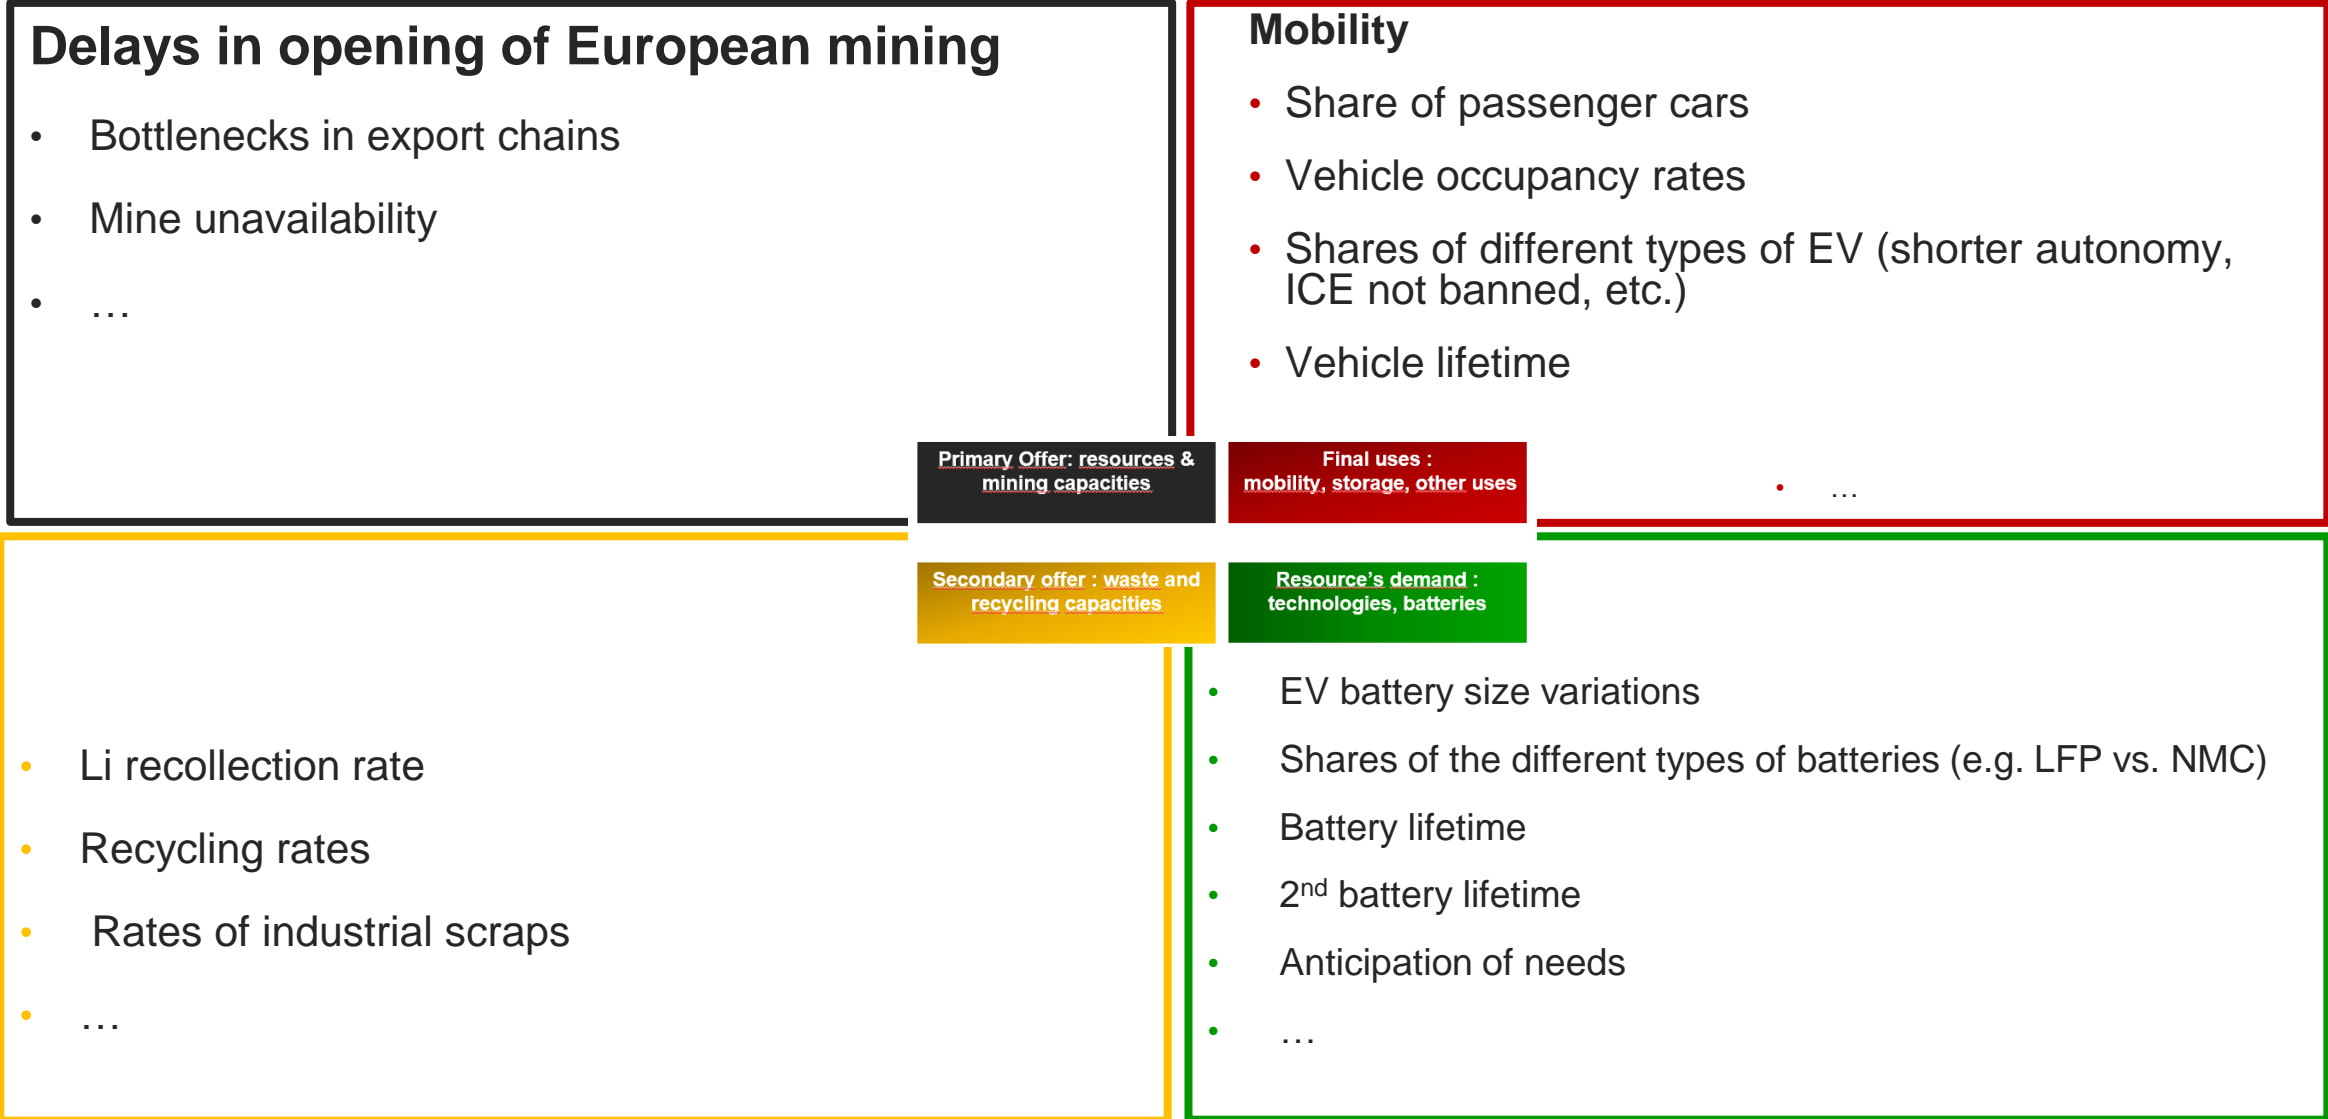 Delays in opening of European mining
• Bottlenecks in export chains
• Mine unavailability
• …
Mobility
• Share of passenger cars
• Vehicle occupancy rates
• Shares of different types of EV (shorter autonomy,
ICE not banned, etc.)
• Vehicle lifetime
• …
Primary Offer: resources &
mining capacities
Final uses :
mobility, storage, other uses
Secondary offer : waste and
recycling capacities
Resource’s demand :
technologies, batteries
• Li recollection rate
• Recycling rates
• Rates of industrial scraps
• …
• EV battery size variations
• Shares of the different types of batteries (e.g. LFP vs. NMC)
• Battery lifetime
• 2nd battery lifetime
• Anticipation of needs
• …